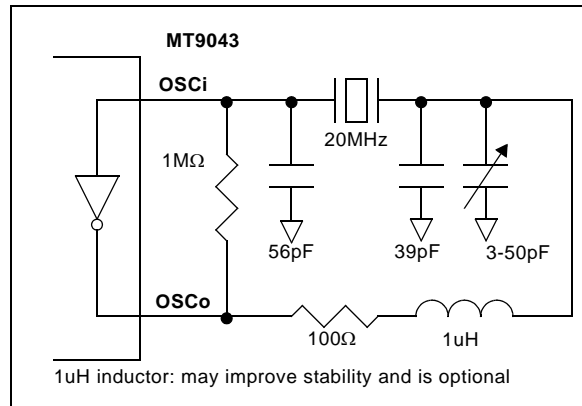 MT9043
OSCi
20MHz
1MΩ
56pF
39pF
3-50pF
OSCo
100Ω
1uH
1uH inductor: may improve stability and is optional